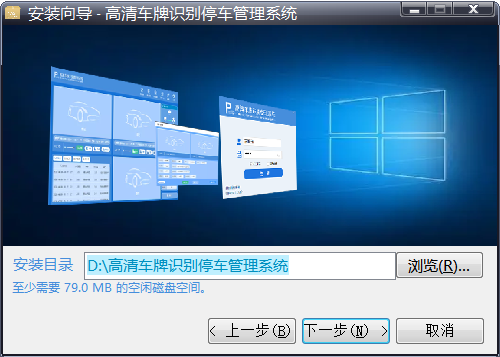 安装向导 - 高清车牌识别停车管理系统
安装目录
D:\高清车牌识别停车管理系统
浏览(R)...
至少需要 79.0 MB 的空闲磁盘空间。
< 上一步(B)
下一步(N) >
取消